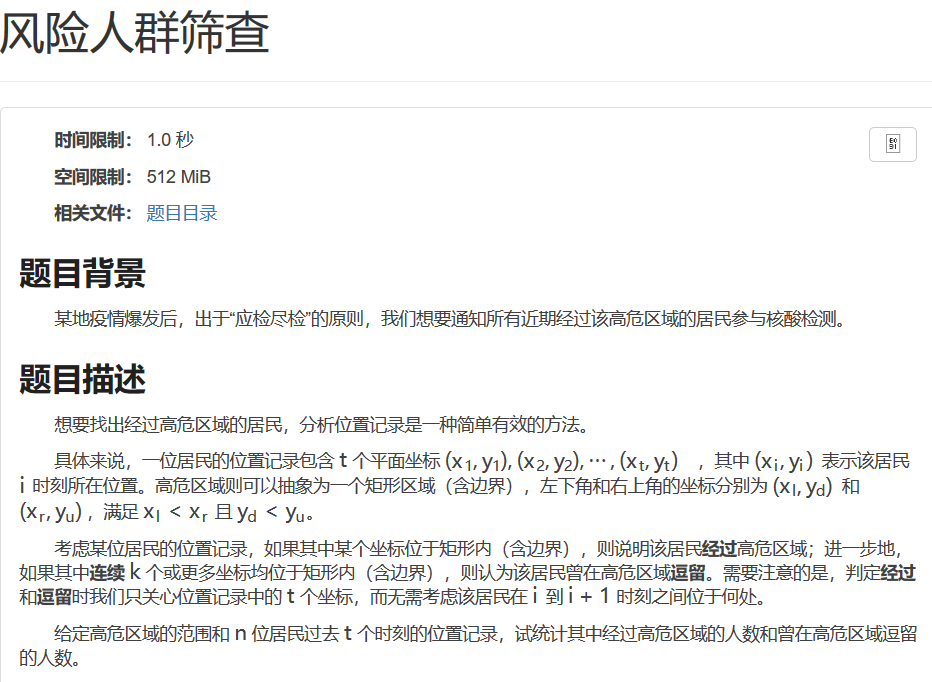 风险人群筛查
时间限制： 1.0 秒
空间限制： 512 MiB
相关文件： 题目目录
题目背景
某地疫情爆发后，出于“应检尽检”的原则，我们想要通知所有近期经过该高危区域的居民参与核酸检测。
题目描述
想要找出经过高危区域的居民，分析位置记录是一种简单有效的方法。
具体来说，一位居民的位置记录包含 t 个平面坐标 (x₁, y₁), (x₂, y₂), ⋯ , (xₜ, yₜ) ，其中 (xᵢ, yᵢ) 表示该居民
i 时刻所在位置。高危区域则可以抽象为一个矩形区域（含边界），左下角和右上角的坐标分别为 (x_l, y_d) 和
(x_r, y_u) ，满足 x_l < x_r 且 y_d < y_u。
考虑某位居民的位置记录，如果其中某个坐标位于矩形内（含边界），则说明该居民经过高危区域；进一步地，
如果其中连续 k 个或更多坐标均位于矩形内（含边界），则认为该居民曾在高危区域逗留。需要注意的是，判定经过
和逗留时我们只关心位置记录中的 t 个坐标，而无需考虑该居民在 i 到 i + 1 时刻之间位于何处。
给定高危区域的范围和 n 位居民过去 t 个时刻的位置记录，试统计其中经过高危区域的人数和曾在高危区域逗留
的人数。